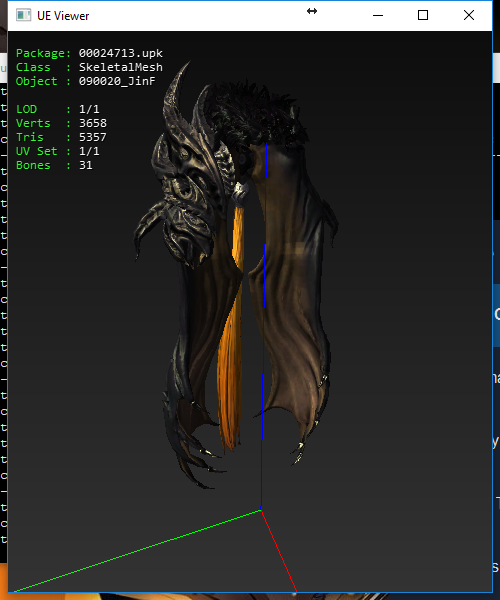 UE Viewer
Package: 00024713.upk
Class : SkeletalMesh
Object : 090020_JinF
LOD : 1/1
Verts : 3658
Tris : 5357
UV Set : 1/1
Bones : 31